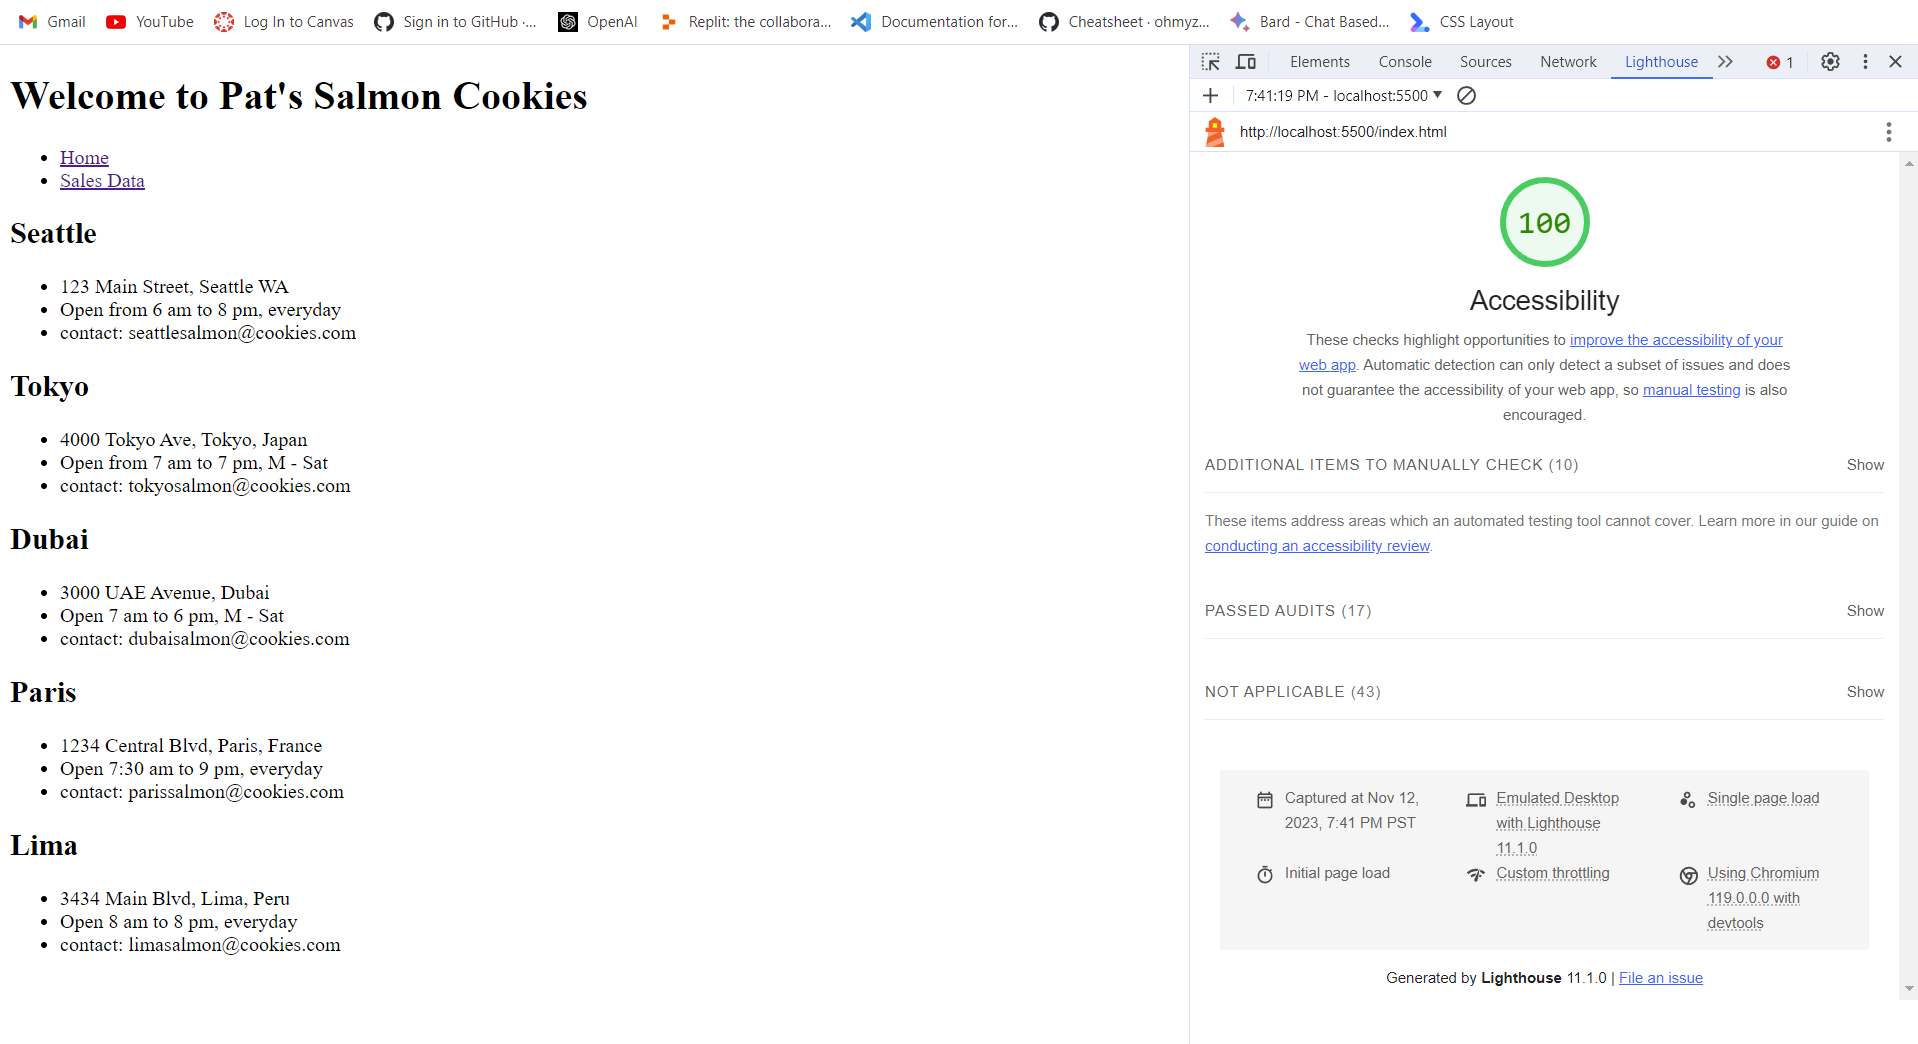 Gmail YouTube Log In to Canvas Sign in to GitHub ·... OpenAI Replit: the collabora... Documentation for... Cheatsheet · ohmyz... Bard - Chat Based... CSS Layout
Welcome to Pat's Salmon Cookies
Home
Sales Data
Seattle
123 Main Street, Seattle WA
Open from 6 am to 8 pm, everyday
contact: seattlesalmon@cookies.com
Tokyo
4000 Tokyo Ave, Tokyo, Japan
Open from 7 am to 7 pm, M - Sat
contact: tokyosalmon@cookies.com
Dubai
3000 UAE Avenue, Dubai
Open 7 am to 6 pm, M - Sat
contact: dubaisalmon@cookies.com
Paris
1234 Central Blvd, Paris, France
Open 7:30 am to 9 pm, everyday
contact: parissalmon@cookies.com
Lima
3434 Main Blvd, Lima, Peru
Open 8 am to 8 pm, everyday
contact: limasalmon@cookies.com
Elements Console Sources Network Lighthouse 1
7:41:19 PM - localhost:5500
http://localhost:5500/index.html
100
Accessibility
These checks highlight opportunities to improve the accessibility of your
web app. Automatic detection can only detect a subset of issues and does
not guarantee the accessibility of your web app, so manual testing is also
encouraged.
ADDITIONAL ITEMS TO MANUALLY CHECK (10) Show
These items address areas which an automated testing tool cannot cover. Learn more in our guide on
conducting an accessibility review.
PASSED AUDITS (17) Show
NOT APPLICABLE (43) Show
Captured at Nov 12,
2023, 7:41 PM PST
Emulated Desktop
with Lighthouse
11.1.0
Single page load
Initial page load
Custom throttling
Using Chromium
119.0.0.0 with
devtools
Generated by Lighthouse 11.1.0 | File an issue